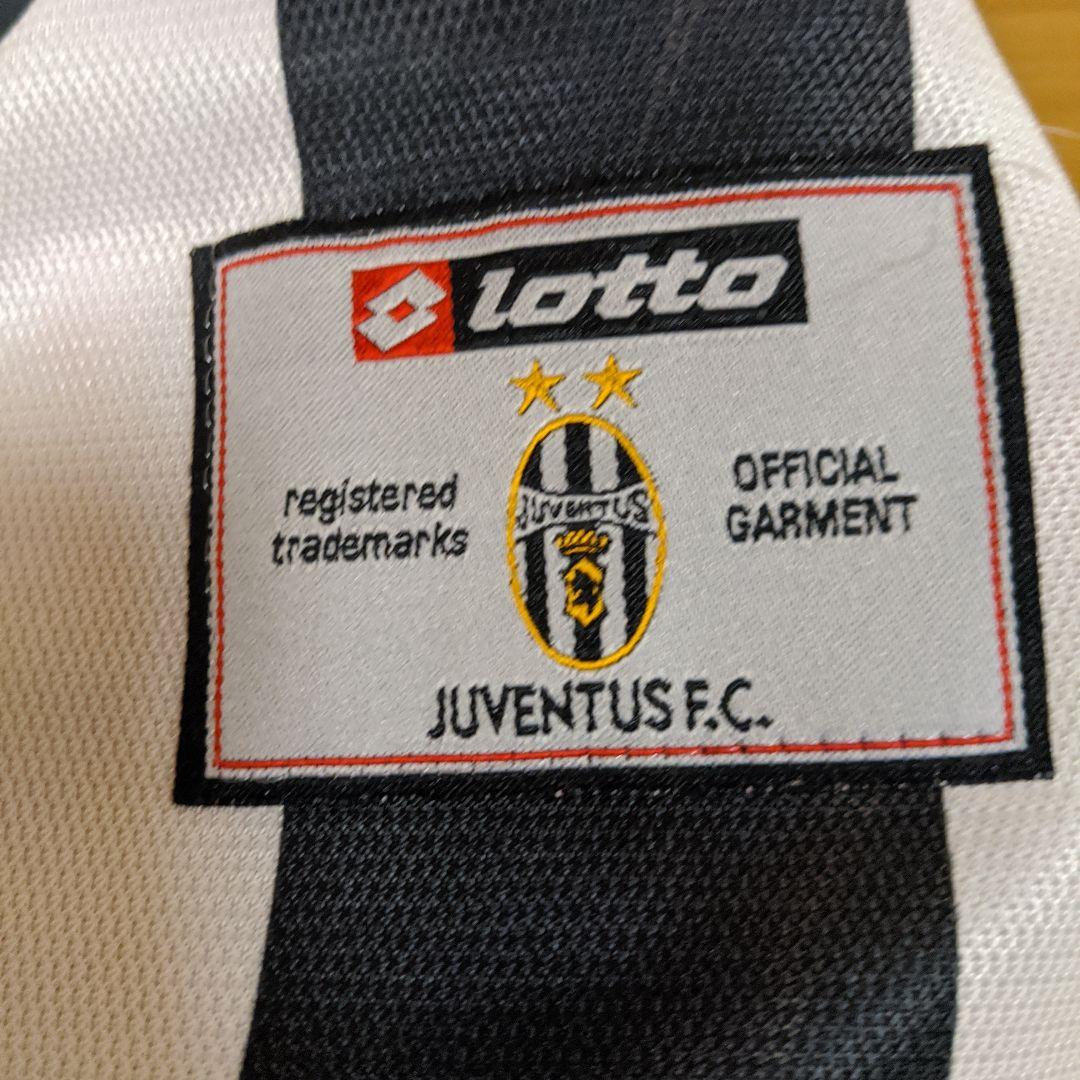 lotto
registered
trademarks
JUVENTUS
OFFICIAL
GARMENT
JUVENTUS F.C.